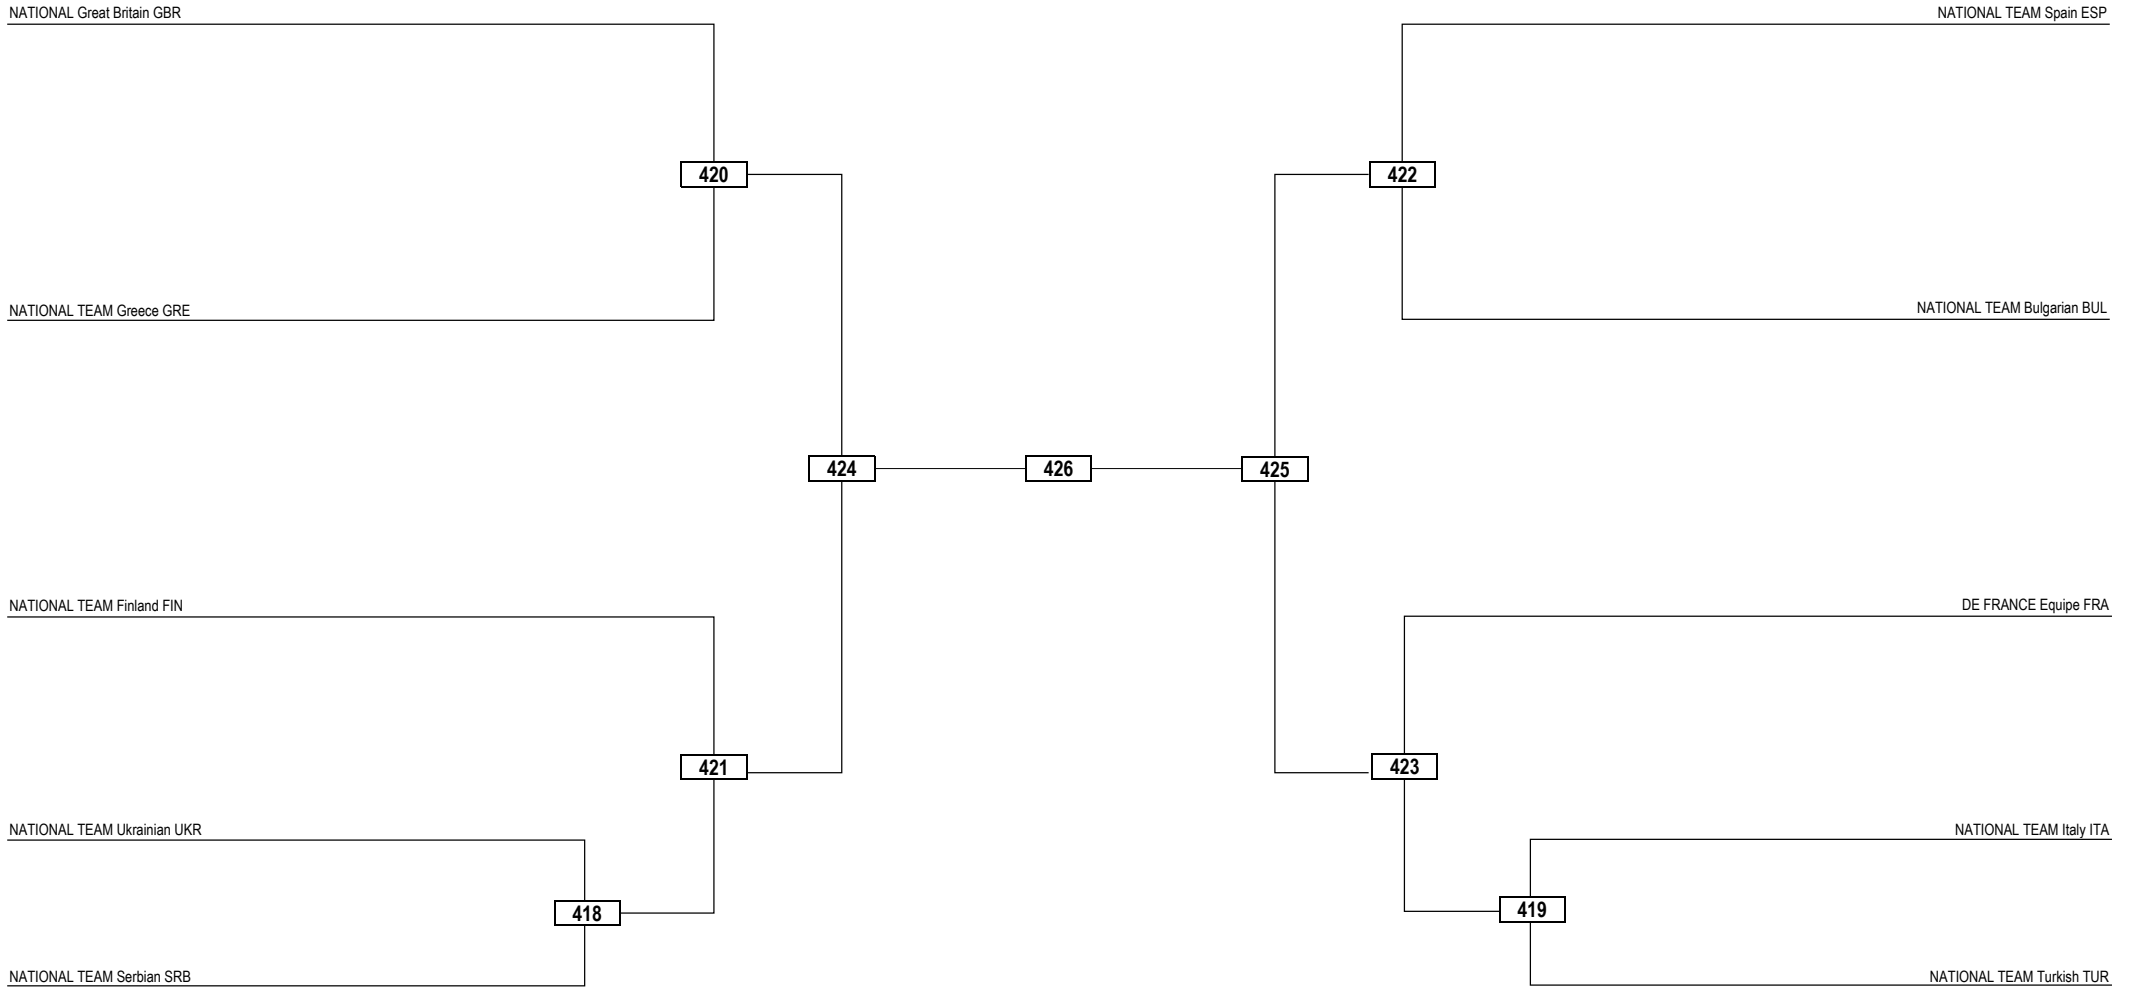 NATIONAL Great Britain GBR
NATIONAL TEAM Spain ESP
420
422
NATIONAL TEAM Greece GRE
NATIONAL TEAM Bulgarian BUL
424
426
425
NATIONAL TEAM Finland FIN
DE FRANCE Equipe FRA
421
423
NATIONAL TEAM Ukrainian UKR
NATIONAL TEAM Italy ITA
418
419
NATIONAL TEAM Serbian SRB
NATIONAL TEAM Turkish TUR